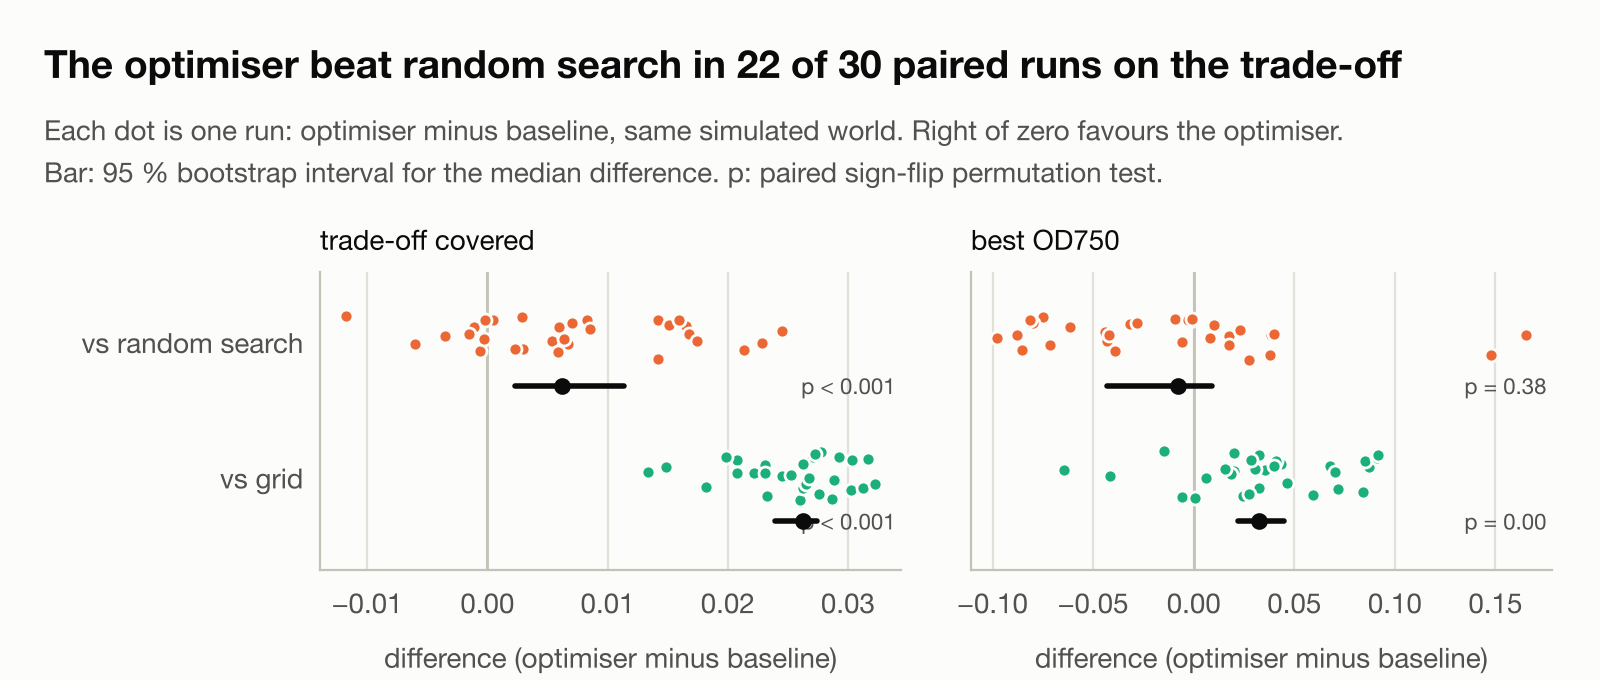 The optimiser beat random search in 22 of 30 paired runs on the trade-off
Each dot is one run: optimiser minus baseline, same simulated world. Right of zero favours the optimiser.
Bar: 95 % bootstrap interval for the median difference. p: paired sign-flip permutation test.
trade-off covered
best OD750
vs random search
p < 0.001
p = 0.38
vs grid
< 0.001
p = 0.00
−0.01 0.00 0.01 0.02 0.03
−0.10 −0.05 0.00 0.05 0.10 0.15
difference (optimiser minus baseline)
difference (optimiser minus baseline)